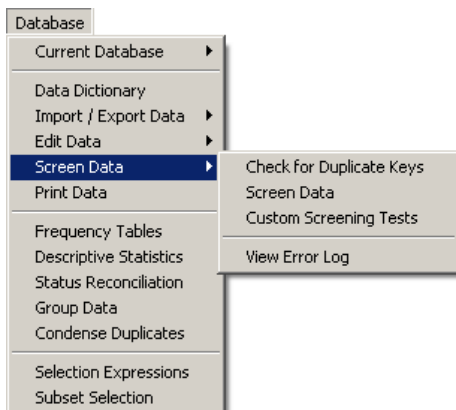 Database
Current Database
Data Dictionary
Import / Export Data
Edit Data
Screen Data
Print Data
Frequency Tables
Descriptive Statistics
Status Reconciliation
Group Data
Condense Duplicates
Selection Expressions
Subset Selection
Check for Duplicate Keys
Screen Data
Custom Screening Tests
View Error Log